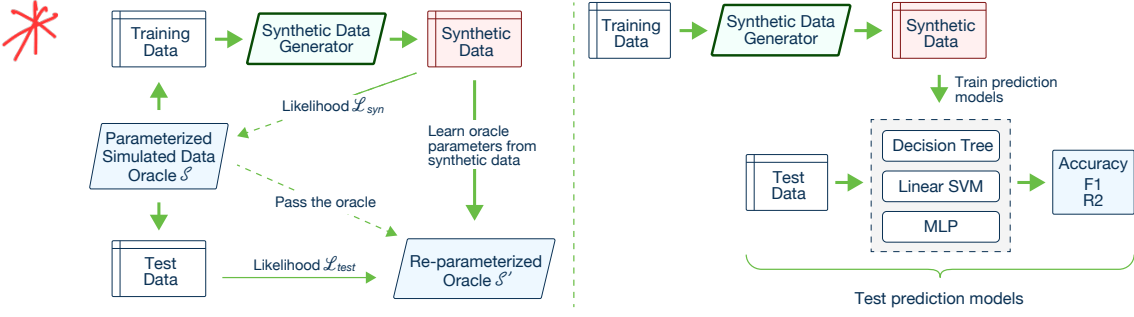 Training
Data
Synthetic Data
Generator
Synthetic
Data
Likelihood ℒsyn
Parameterized
Simulated Data
Oracle 𝒮
Learn oracle
parameters from
synthetic data
Pass the oracle
Test
Data
Likelihood ℒtest
Re-parameterized
Oracle 𝒮'
Training
Data
Synthetic Data
Generator
Synthetic
Data
Train prediction
models
Test
Data
Decision Tree
Linear SVM
MLP
Accuracy
F1
R2
Test prediction models